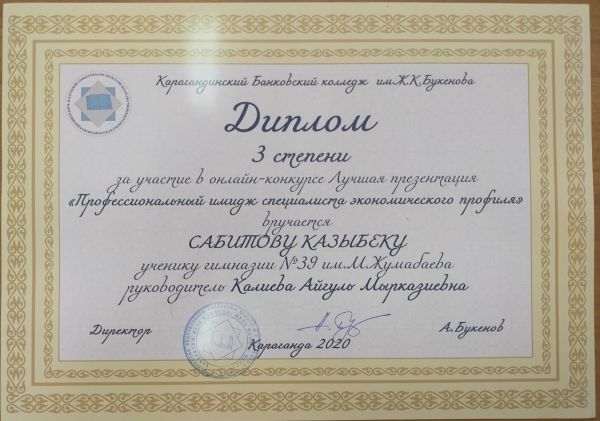 Карагандинский Банковский колледж им.Ж.К.Букенова
Диплом
3 степени
за участие в онлайн-конкурсе Лучшая презентация
«Профессиональный имидж специалиста экономического профиля»
вручается
САБИТОВУ КАЗЫБЕКУ
ученику гимназии №39 им.М.Жумабаева
руководитель Калиева Айгуль Мырказиевна
Директор
А.Букенов
Караганда 2020